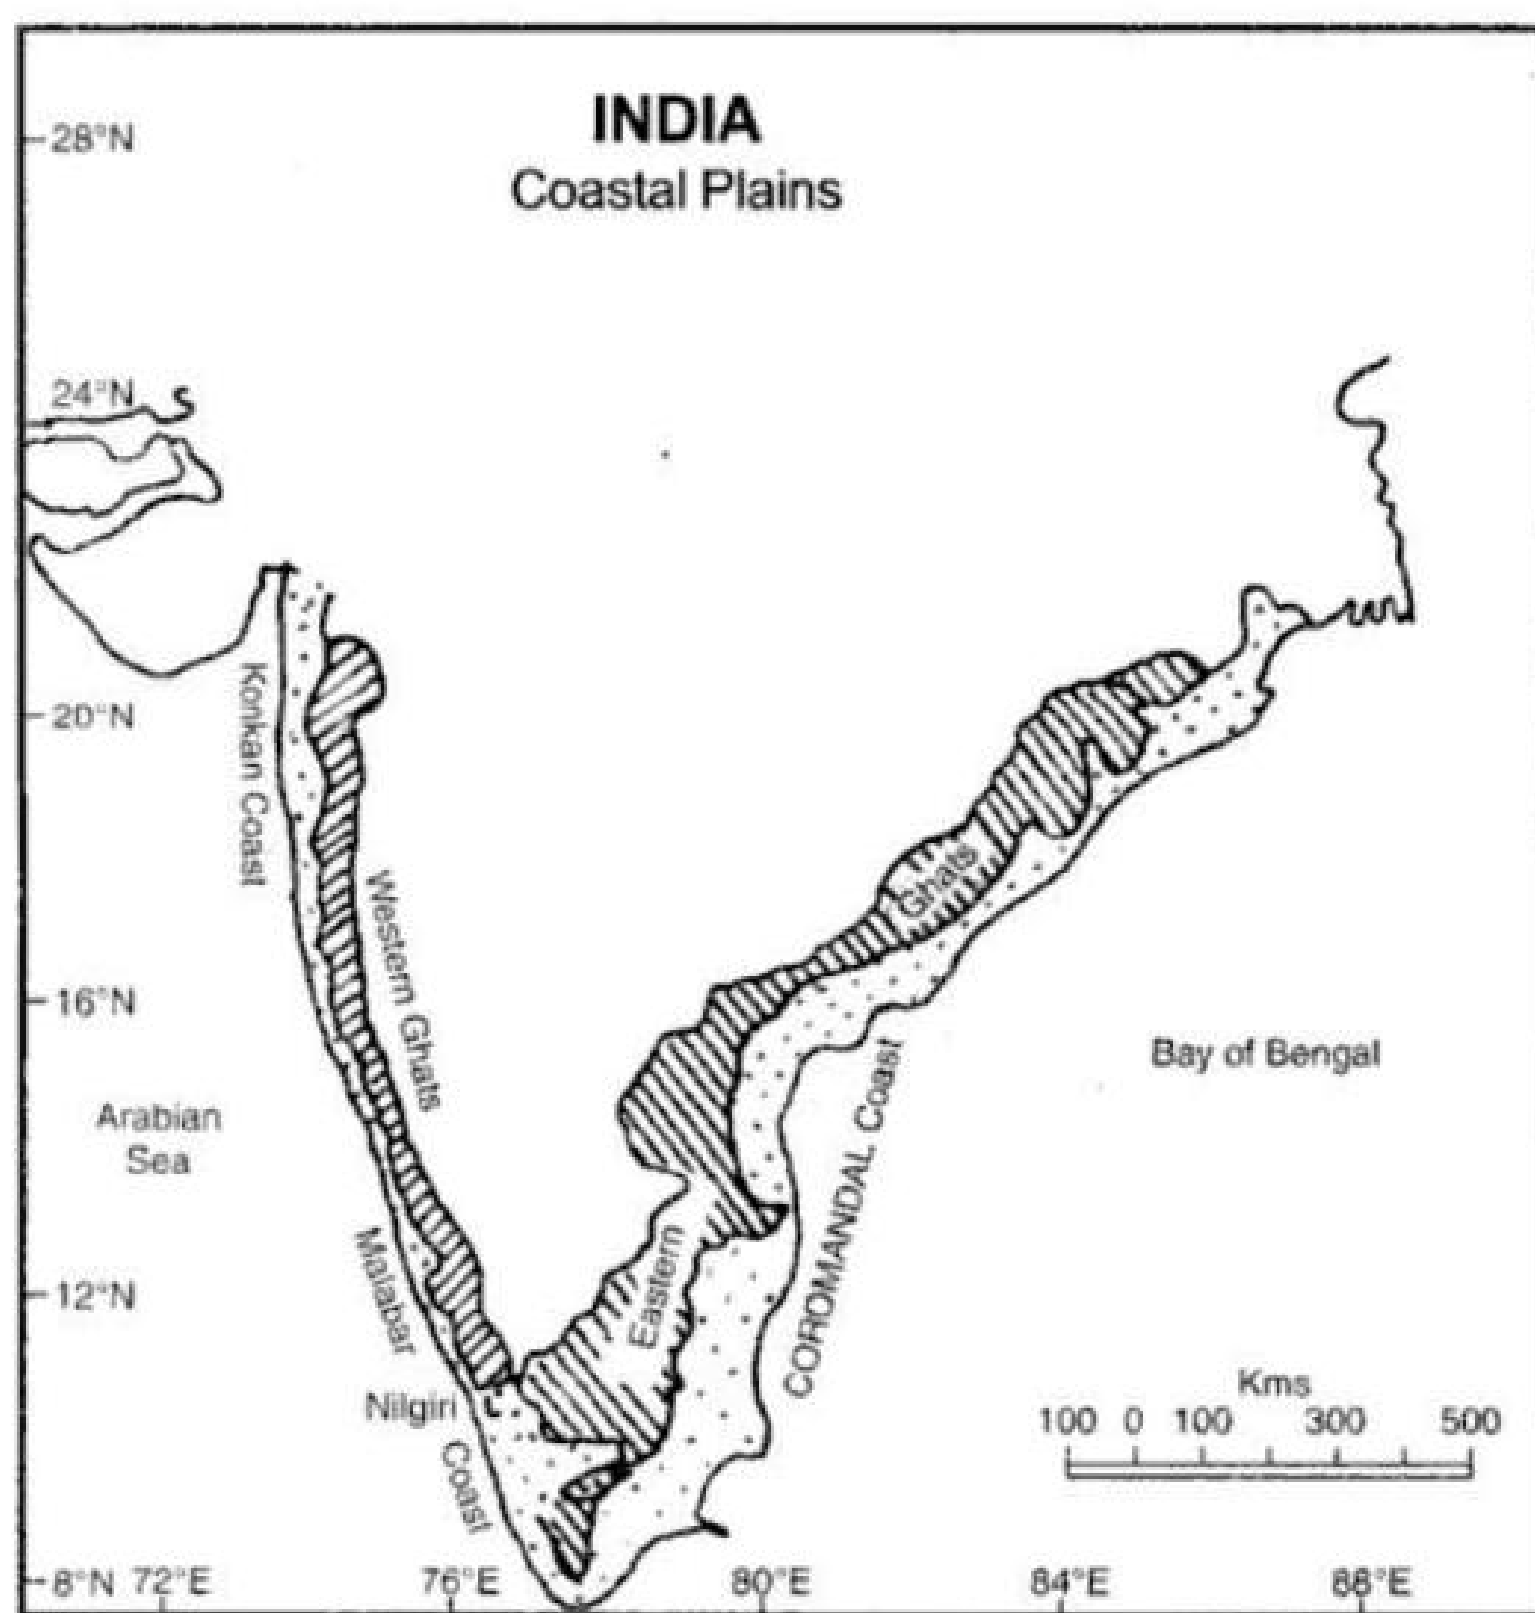 INDIA
Coastal Plains
28°N
24°N
20°N
16°N
12°N
8°N
72°E
76°E
80°E
84°E
88°E
Konkan Coast
Western Ghats
Arabian
Sea
Malabar
Coast
Nilgiri
Eastern
Ghats
COROMANDAL Coast
Bay of Bengal
Kms
100 0 100 300 500